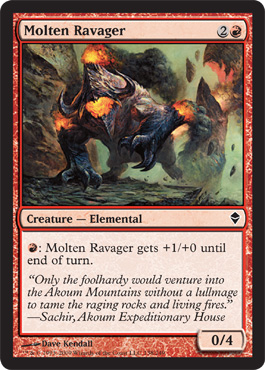 Molten Ravager 2
Creature — Elemental
: Molten Ravager gets +1/+0 until
end of turn.
“Only the foolhardy would venture into
the Akoum Mountains without a lullmage
to tame the raging rocks and living fires.”
—Sachir, Akoum Expeditionary House
Dave Kendall
0/4